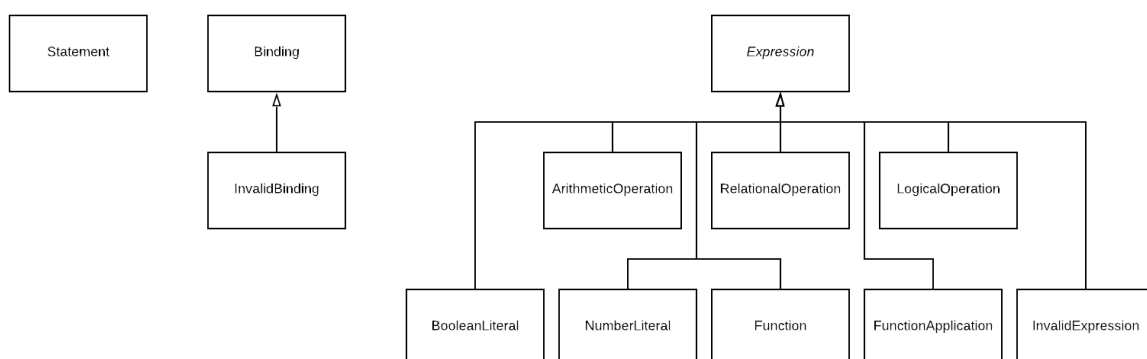 Statement
Binding
Expression
InvalidBinding
ArithmeticOperation
RelationalOperation
LogicalOperation
BooleanLiteral
NumberLiteral
Function
FunctionApplication
InvalidExpression